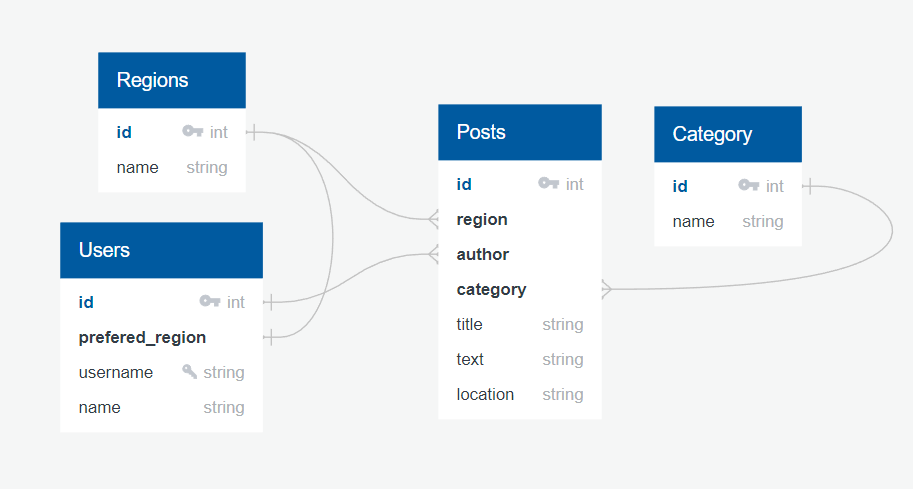 Regions
id int
name string
Users
id int
prefered_region
username string
name string
Posts
id int
region
author
category
title string
text string
location string
Category
id int
name string